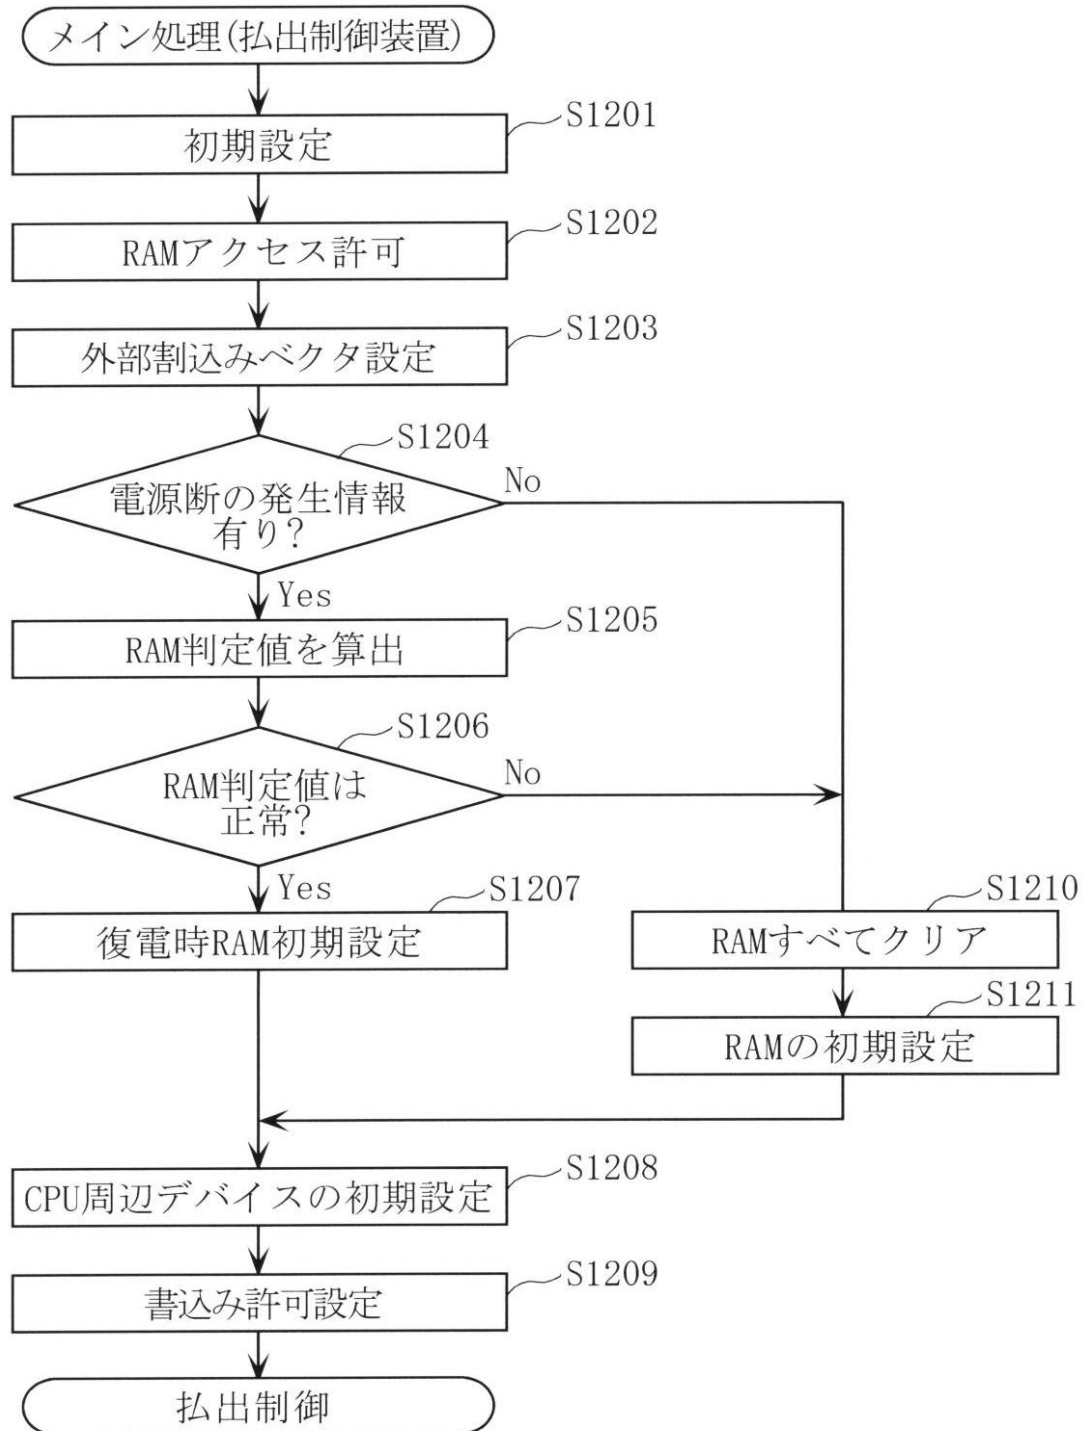 メイン処理(払出制御装置)
S1201
初期設定
S1202
RAMアクセス許可
S1203
外部割込みベクタ設定
S1204
電源断の発生情報
有り?
No
Yes
S1205
RAM判定値を算出
S1206
RAM判定値は
正常?
No
Yes
S1207
復電時RAM初期設定
S1210
RAMすべてクリア
S1211
RAMの初期設定
S1208
CPU周辺デバイスの初期設定
S1209
書込み許可設定
払出制御